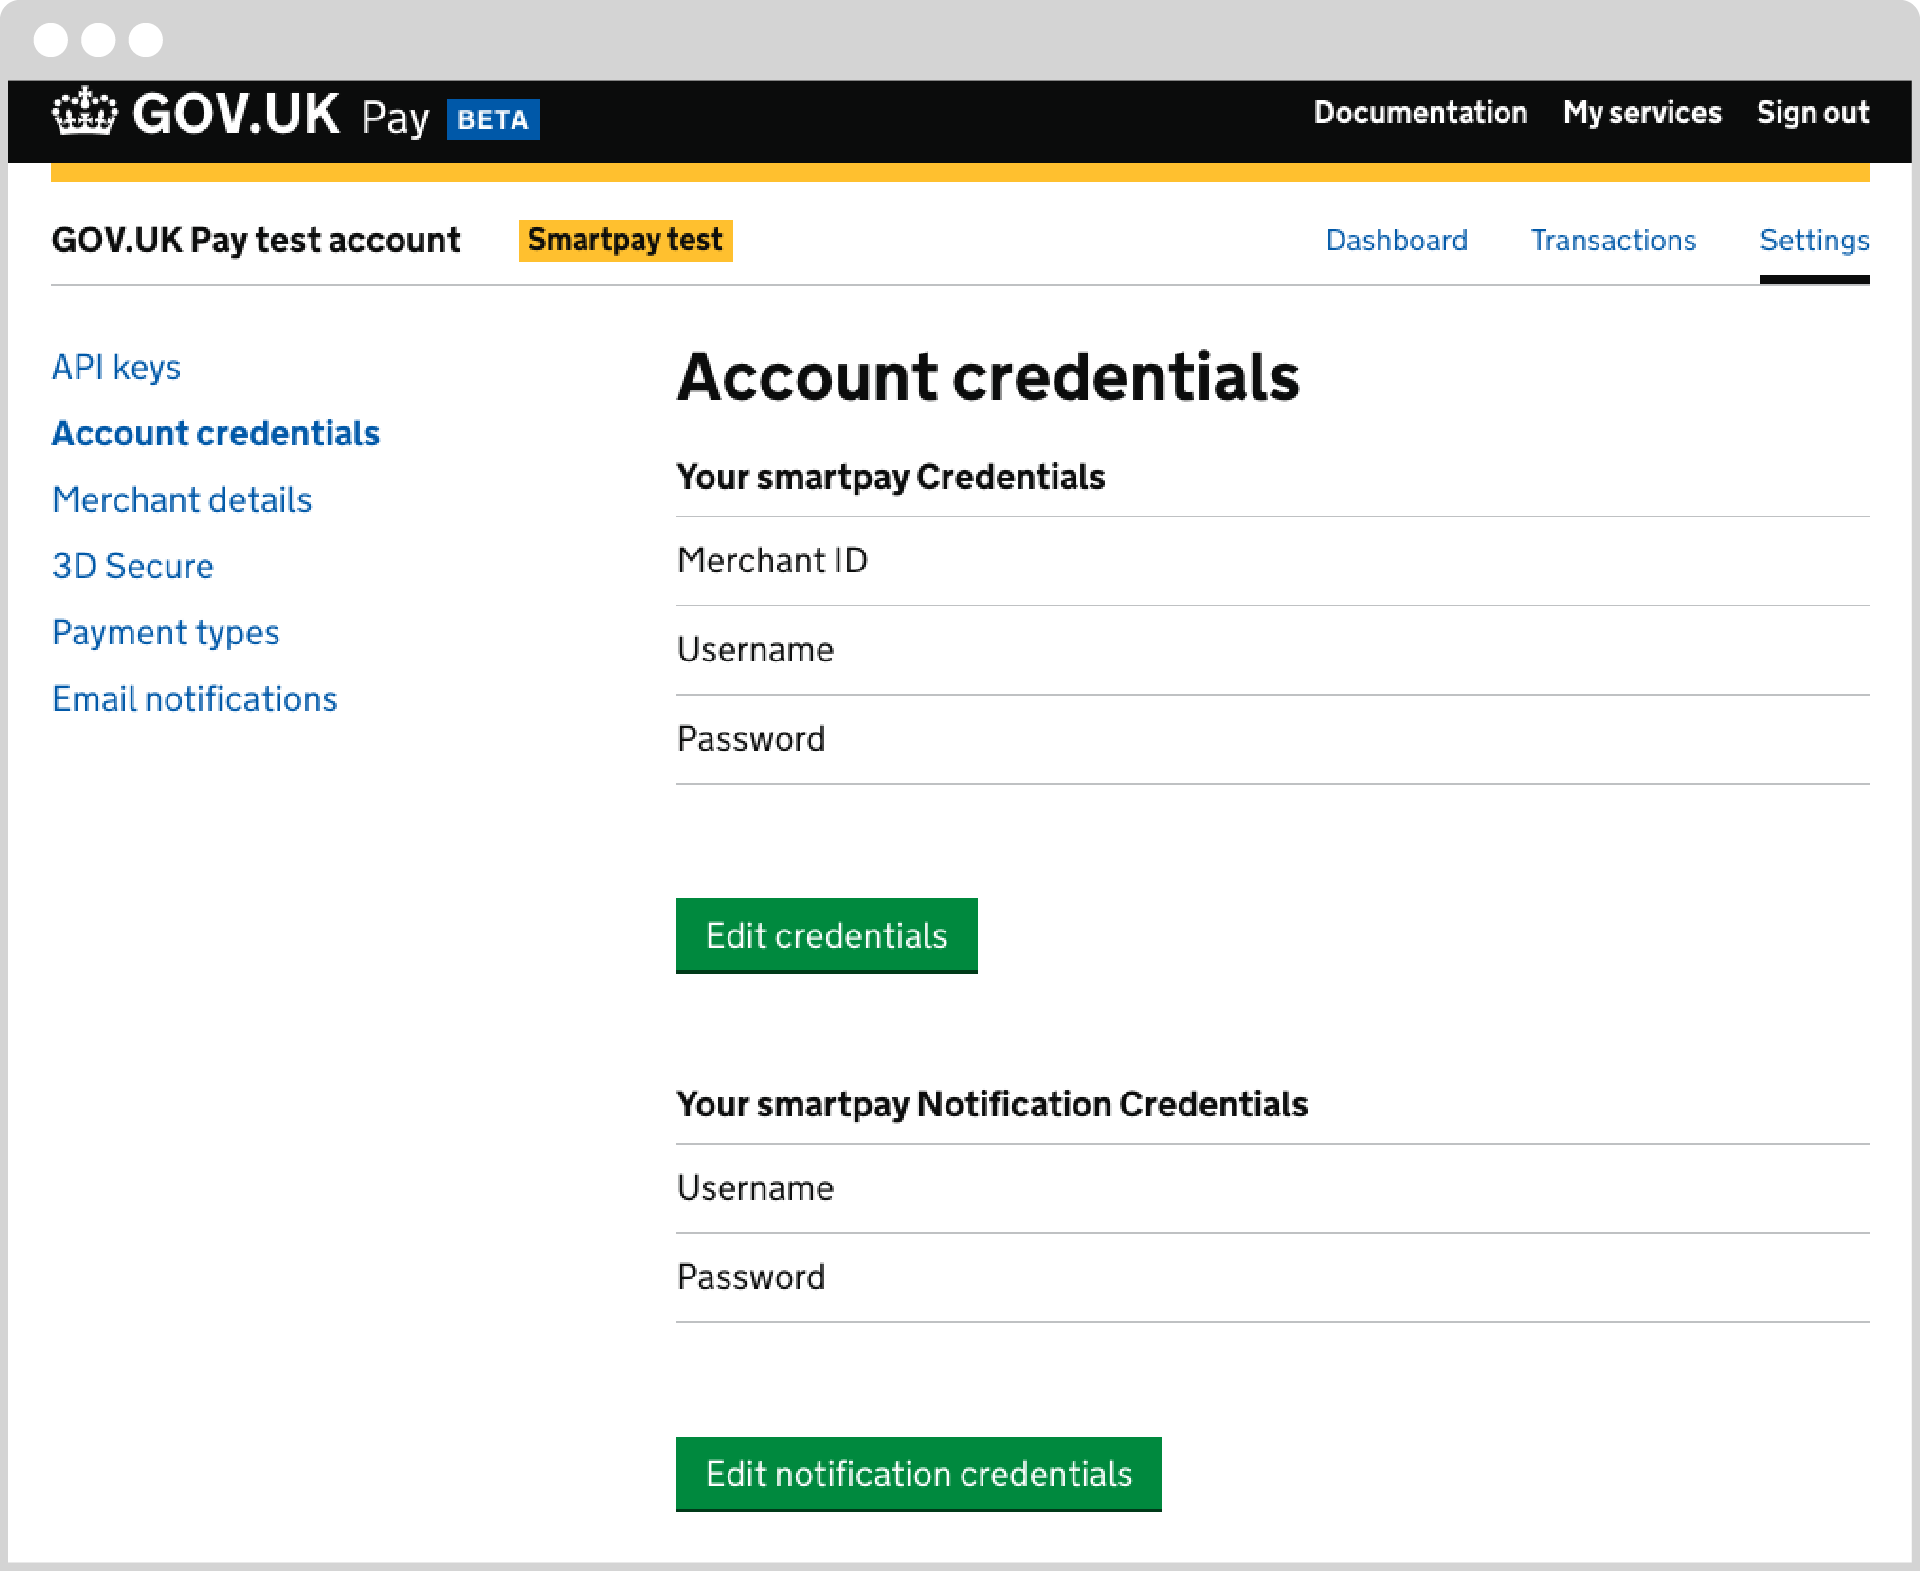 GOV.UK Pay BETA Documentation My services Sign out
GOV.UK Pay test account Smartpay test Dashboard Transactions Settings
API keys
Account credentials
Merchant details
3D Secure
Payment types
Email notifications
Account credentials
Your smartpay Credentials
Merchant ID
Username
Password
Edit credentials
Your smartpay Notification Credentials
Username
Password
Edit notification credentials